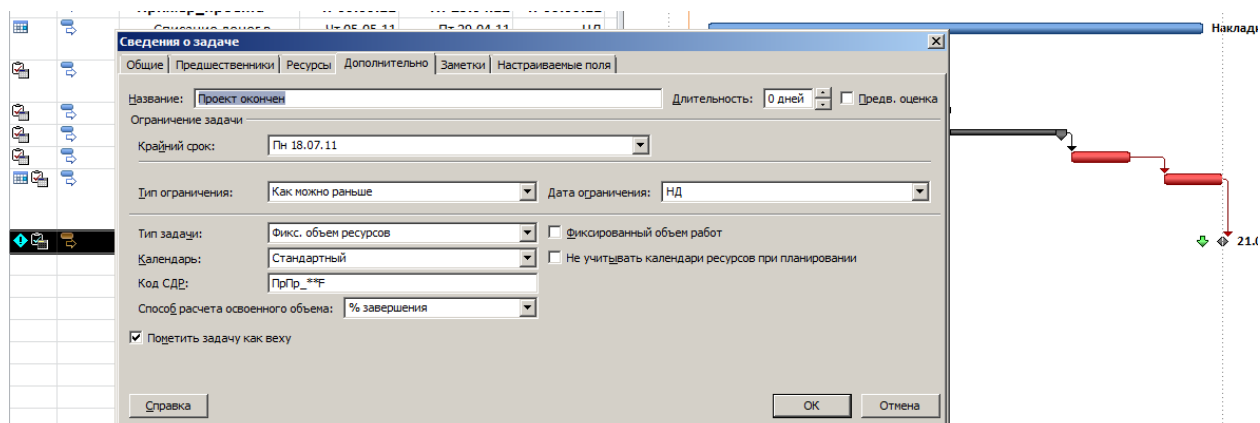 Накладн
Сведения о задаче
Общие Предшественники Ресурсы Дополнительно Заметки Настраиваемые поля
Название: Проект окончен Длительность: 0 дней Предв. оценка
Ограничение задачи
Крайний срок: Пн 18.07.11
Тип ограничения: Как можно раньше Дата ограничения: НД
Тип задачи: Фикс. объем ресурсов Фиксированный объем работ
21.0
Календарь: Стандартный Не учитывать календари ресурсов при планировании
Код СДР: ПрПр_**F
Способ расчета освоенного объема: % завершения
Пометить задачу как веху
Справка ОК Отмена